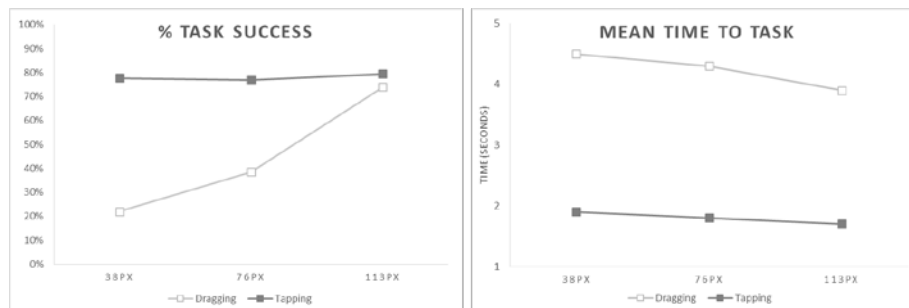 % TASK SUCCESS
100%
90%
80%
70%
60%
50%
40%
30%
20%
10%
0%
38PX 76PX 113PX
Dragging Tapping
MEAN TIME TO TASK
TIME (SECONDS)
5
4
3
2
1
38PX 76PX 113PX
Dragging Tapping